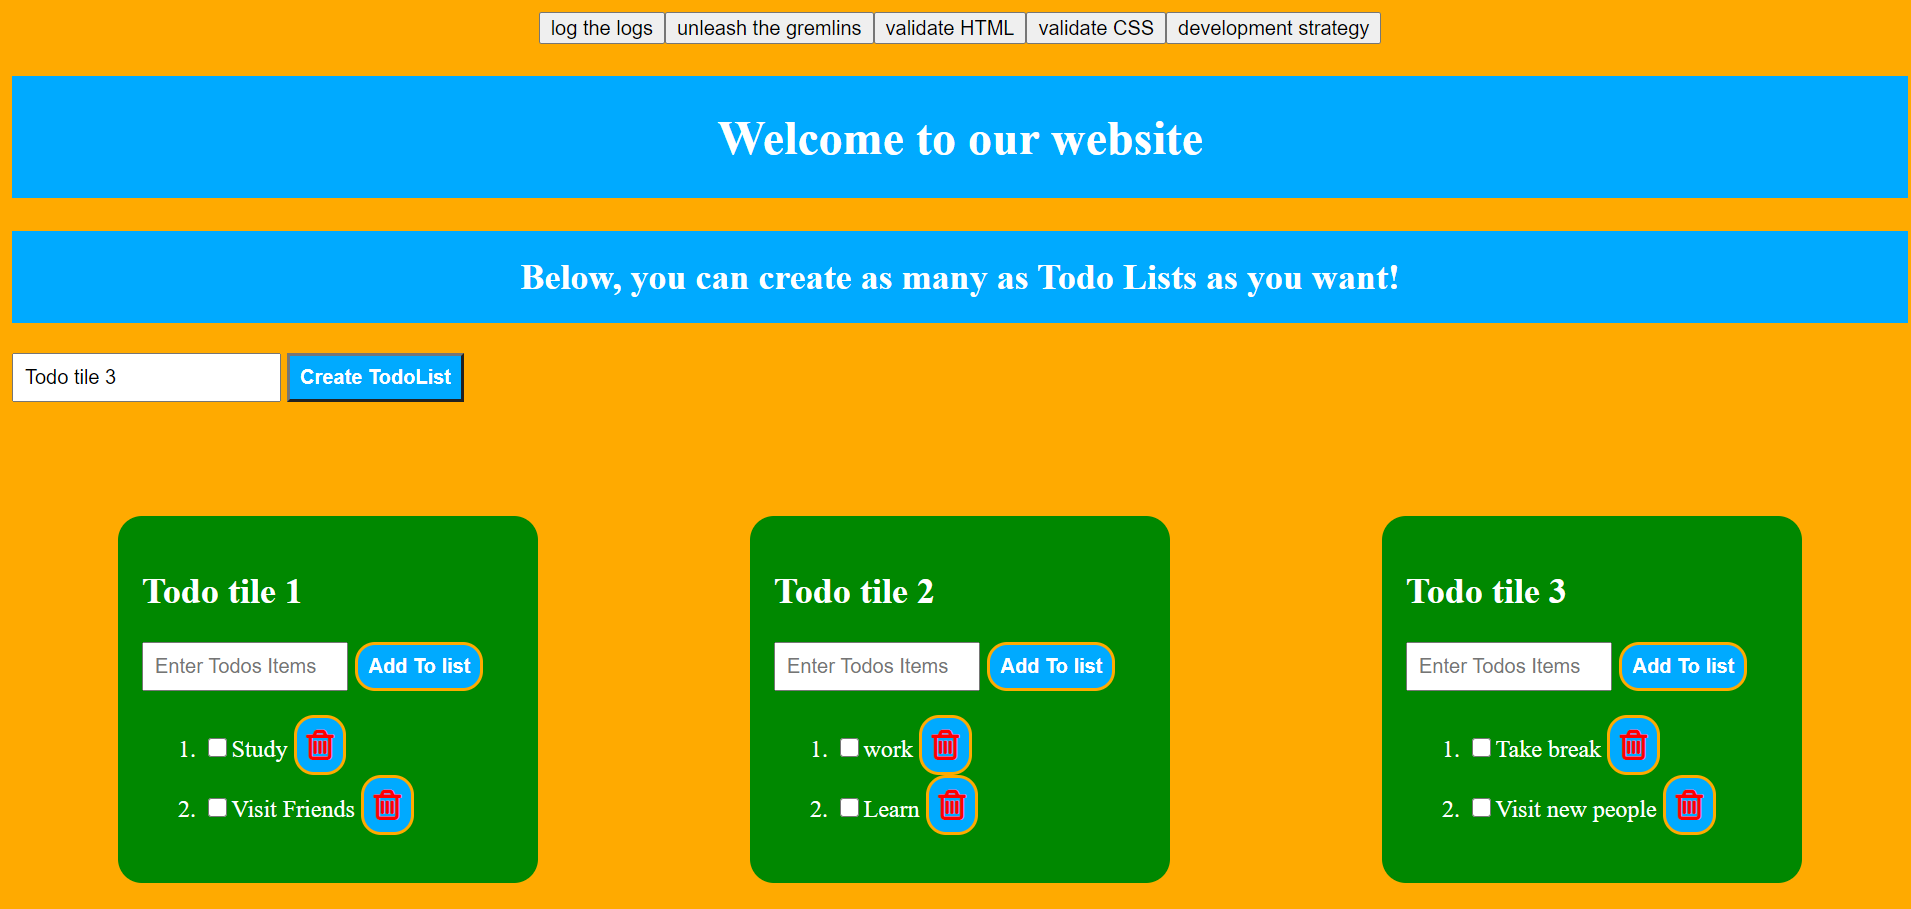 log the logs unleash the gremlins validate HTML validate CSS development strategy
Welcome to our website
Below, you can create as many as Todo Lists as you want!
Todo tile 3 Create TodoList
Todo tile 1
Enter Todos Items Add To list
1. Study
2. Visit Friends
Todo tile 2
Enter Todos Items Add To list
1. work
2. Learn
Todo tile 3
Enter Todos Items Add To list
1. Take break
2. Visit new people